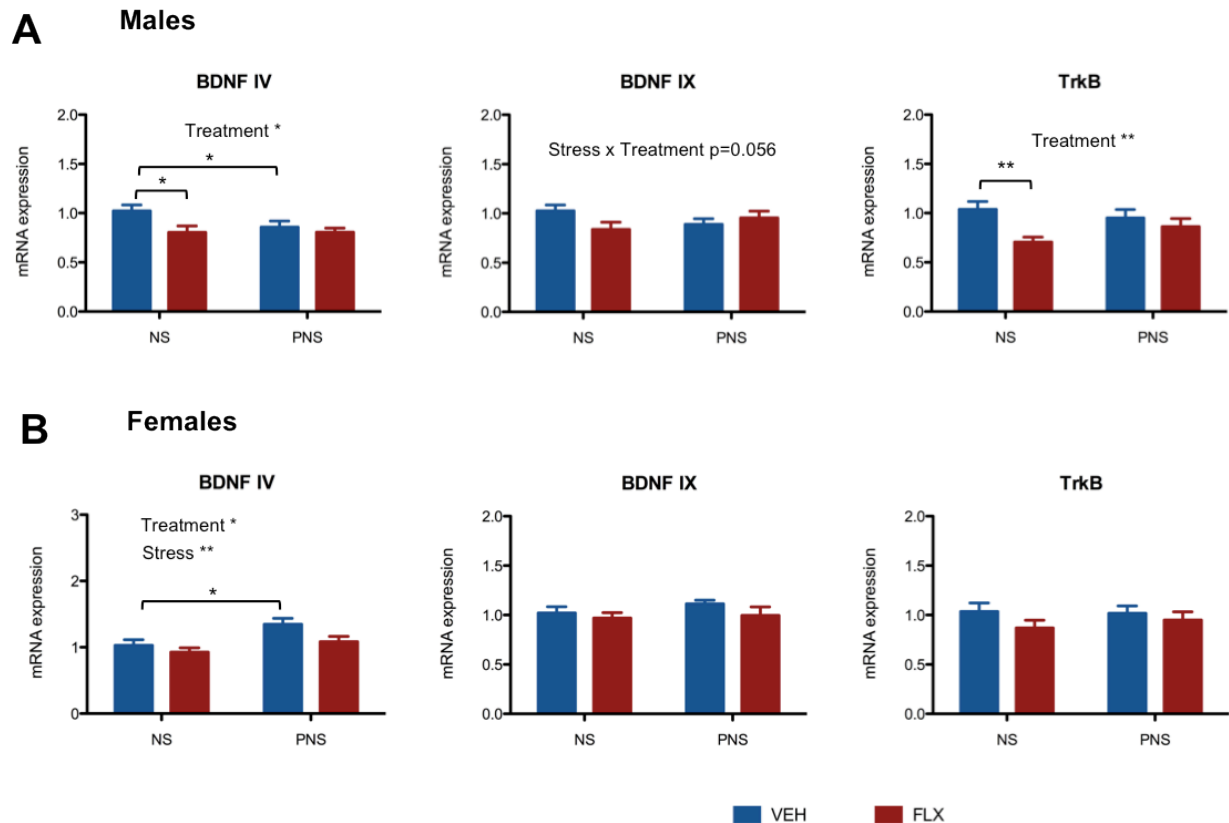 A Males
BDNF IV
mRNA expression
2.0
1.5
1.0
0.5
0.0
Treatment *
*
*
NS PNS
BDNF IX
mRNA expression
2.0
1.5
1.0
0.5
0.0
Stress x Treatment p=0.056
NS PNS
TrkB
mRNA expression
2.0
1.5
1.0
0.5
0.0
Treatment **
**
NS PNS
B Females
BDNF IV
mRNA expression
3
2
1
0
Treatment *
Stress **
*
NS PNS
BDNF IX
mRNA expression
2.0
1.5
1.0
0.5
0.0
NS PNS
TrkB
mRNA expression
2.0
1.5
1.0
0.5
0.0
NS PNS
VEH FLX